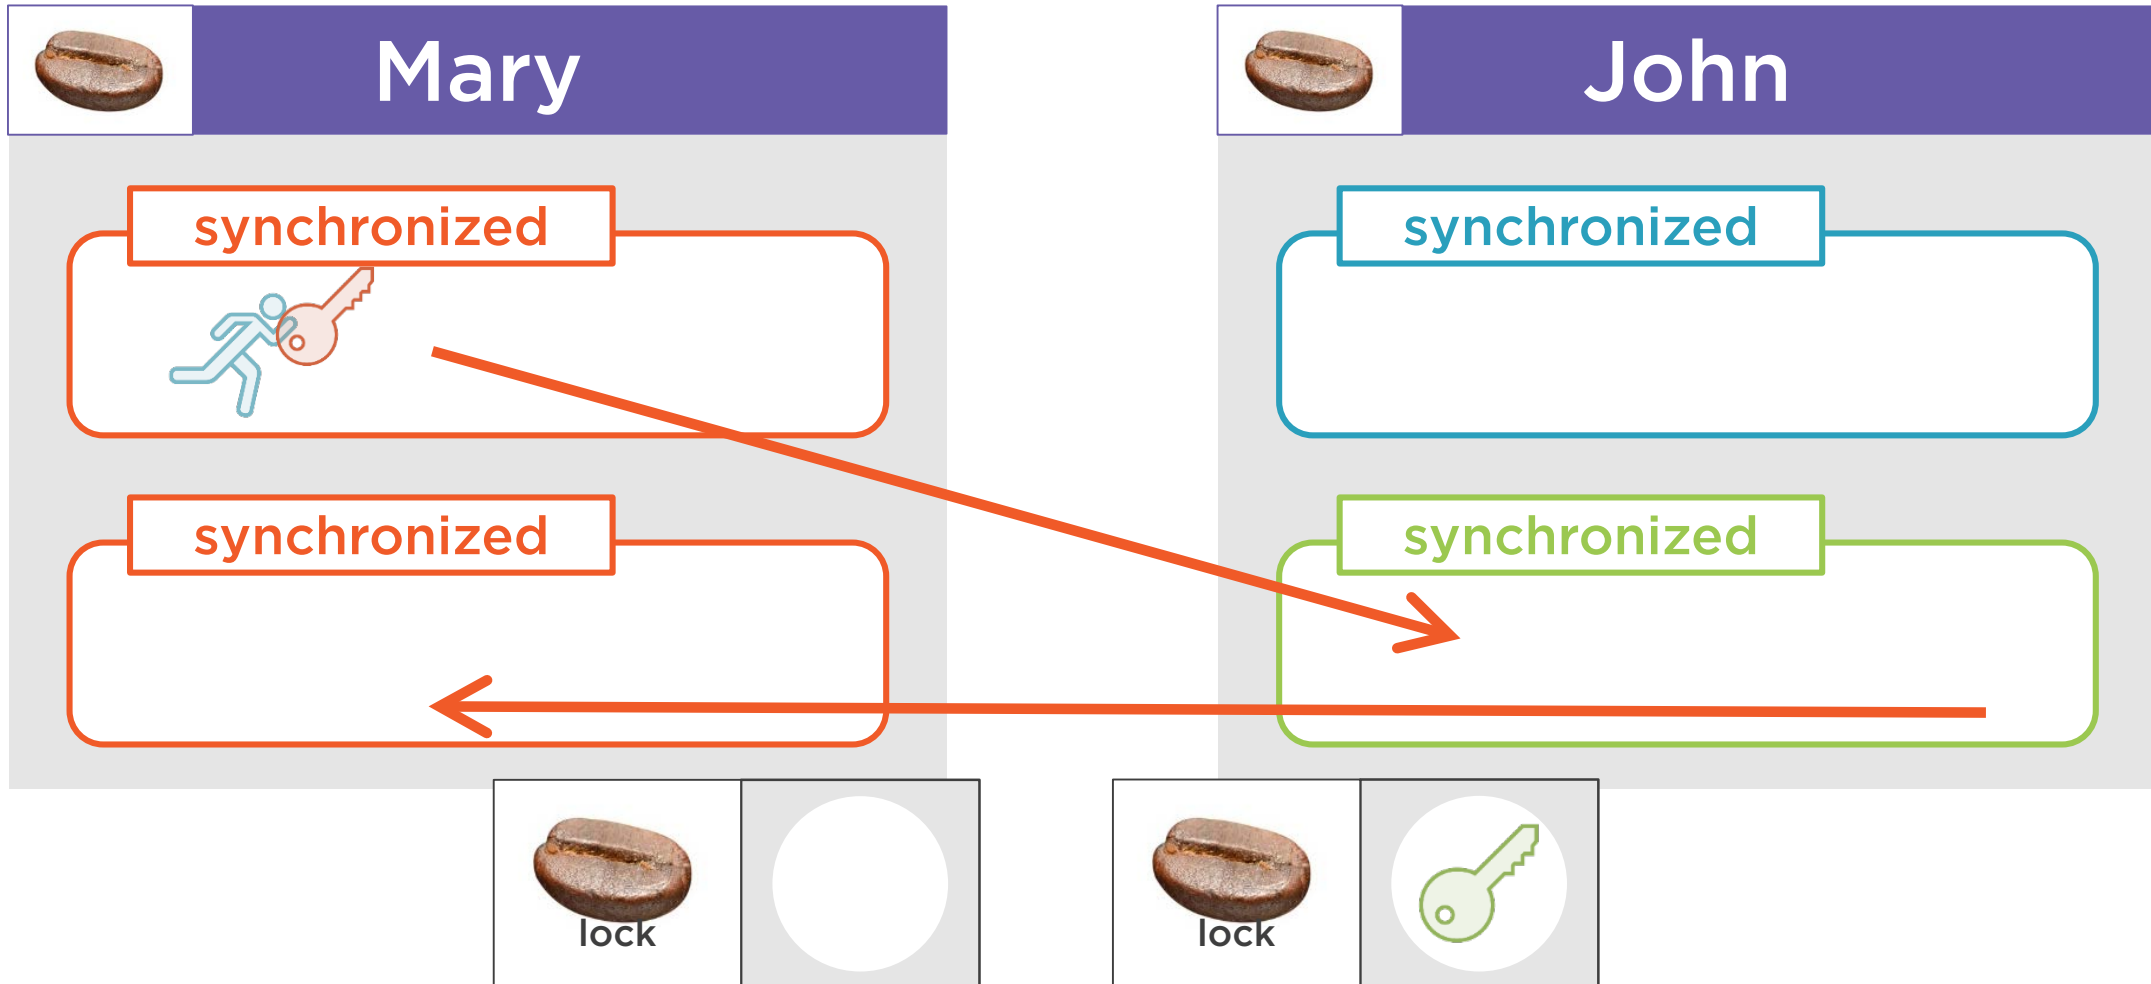 Mary
John
synchronized
synchronized
synchronized
synchronized
lock
lock